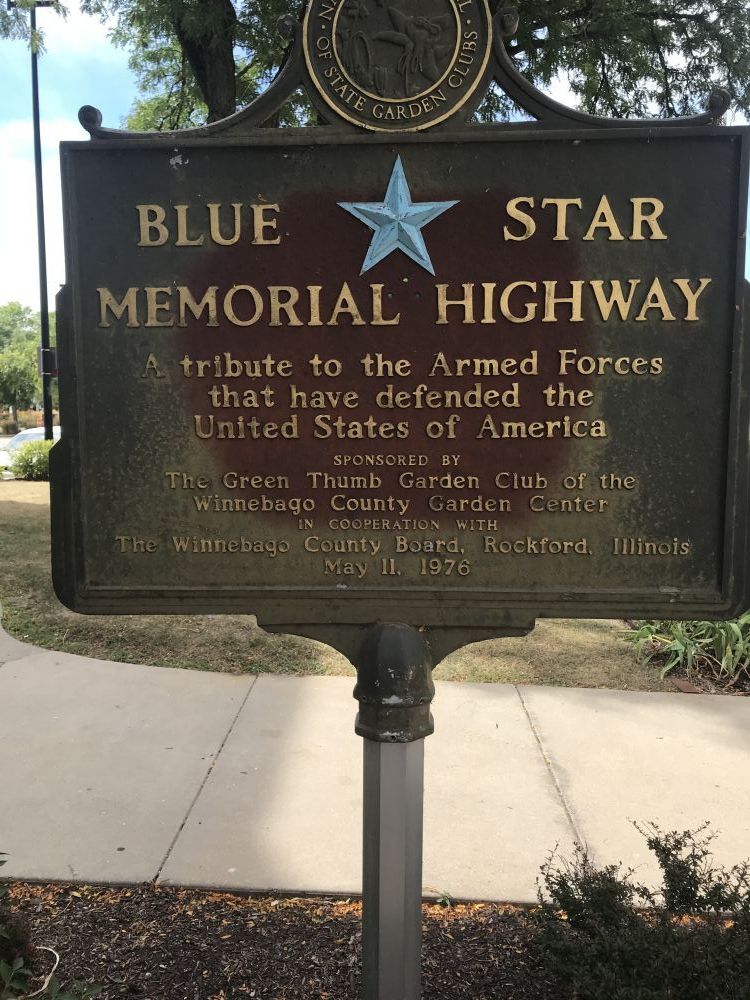 OF STATE GARDEN CLUBS
BLUE STAR
MEMORIAL HIGHWAY
A tribute to the Armed Forces
that have defended the
United States of America
SPONSORED BY
The Green Thumb Garden Club of the
Winnebago County Garden Center
IN COOPERATION WITH
The Winnebago County Board, Rockford, Illinois
May 11, 1976